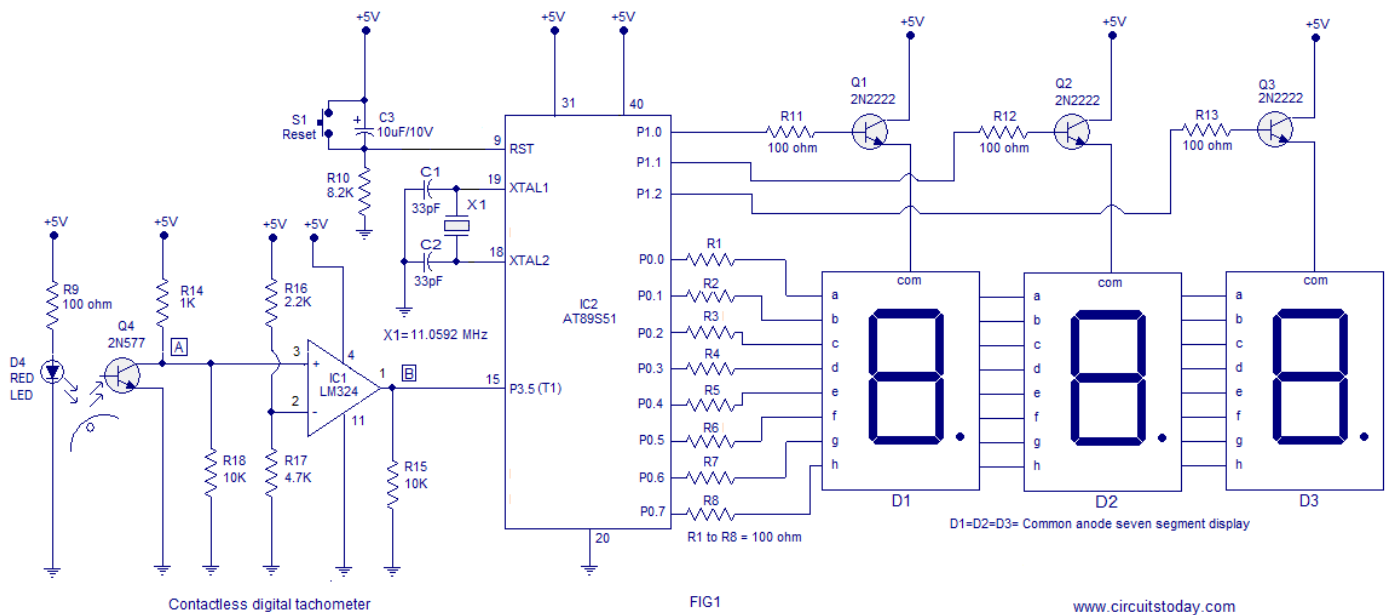 +5V
+5V
+5V
+5V
+5V
+5V
Q1
2N2222
Q2
2N2222
Q3
2N2222
S1
Reset
+
C3
10uF/10V
31
40
R11
100 ohm
R12
100 ohm
R13
100 ohm
P1.0
P1.1
P1.2
9
RST
R10
8.2K
C1
33pF
19
XTAL1
X1
C2
33pF
18
XTAL2
X1=11.0592 MHz
+5V
+5V
+5V
+5V
R9
100 ohm
R14
1K
R16
2.2K
Q4
2N577
A
D4
RED
LED
3
+
4
IC1
LM324
2
-
11
1
B
15
P3.5 (T1)
IC2
AT89S51
R18
10K
R17
4.7K
R15
10K
20
P0.0
R1
P0.1
R2
P0.2
R3
P0.3
R4
P0.4
R5
P0.5
R6
P0.6
R7
P0.7
R8
R1 to R8 = 100 ohm
com
a
b
c
d
e
f
g
h
D1
com
a
b
c
d
e
f
g
h
D2
com
a
b
c
d
e
f
g
h
D3
D1=D2=D3= Common anode seven segment display
Contactless digital tachometer
FIG1
www.circuitstoday.com